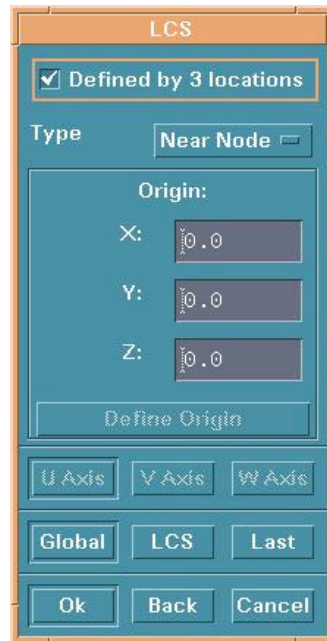 LCS
Defined by 3 locations
Type Near Node
Origin:
X: 0.0
Y: 0.0
Z: 0.0
Define Origin
U Axis V Axis W Axis
Global LCS Last
Ok Back Cancel